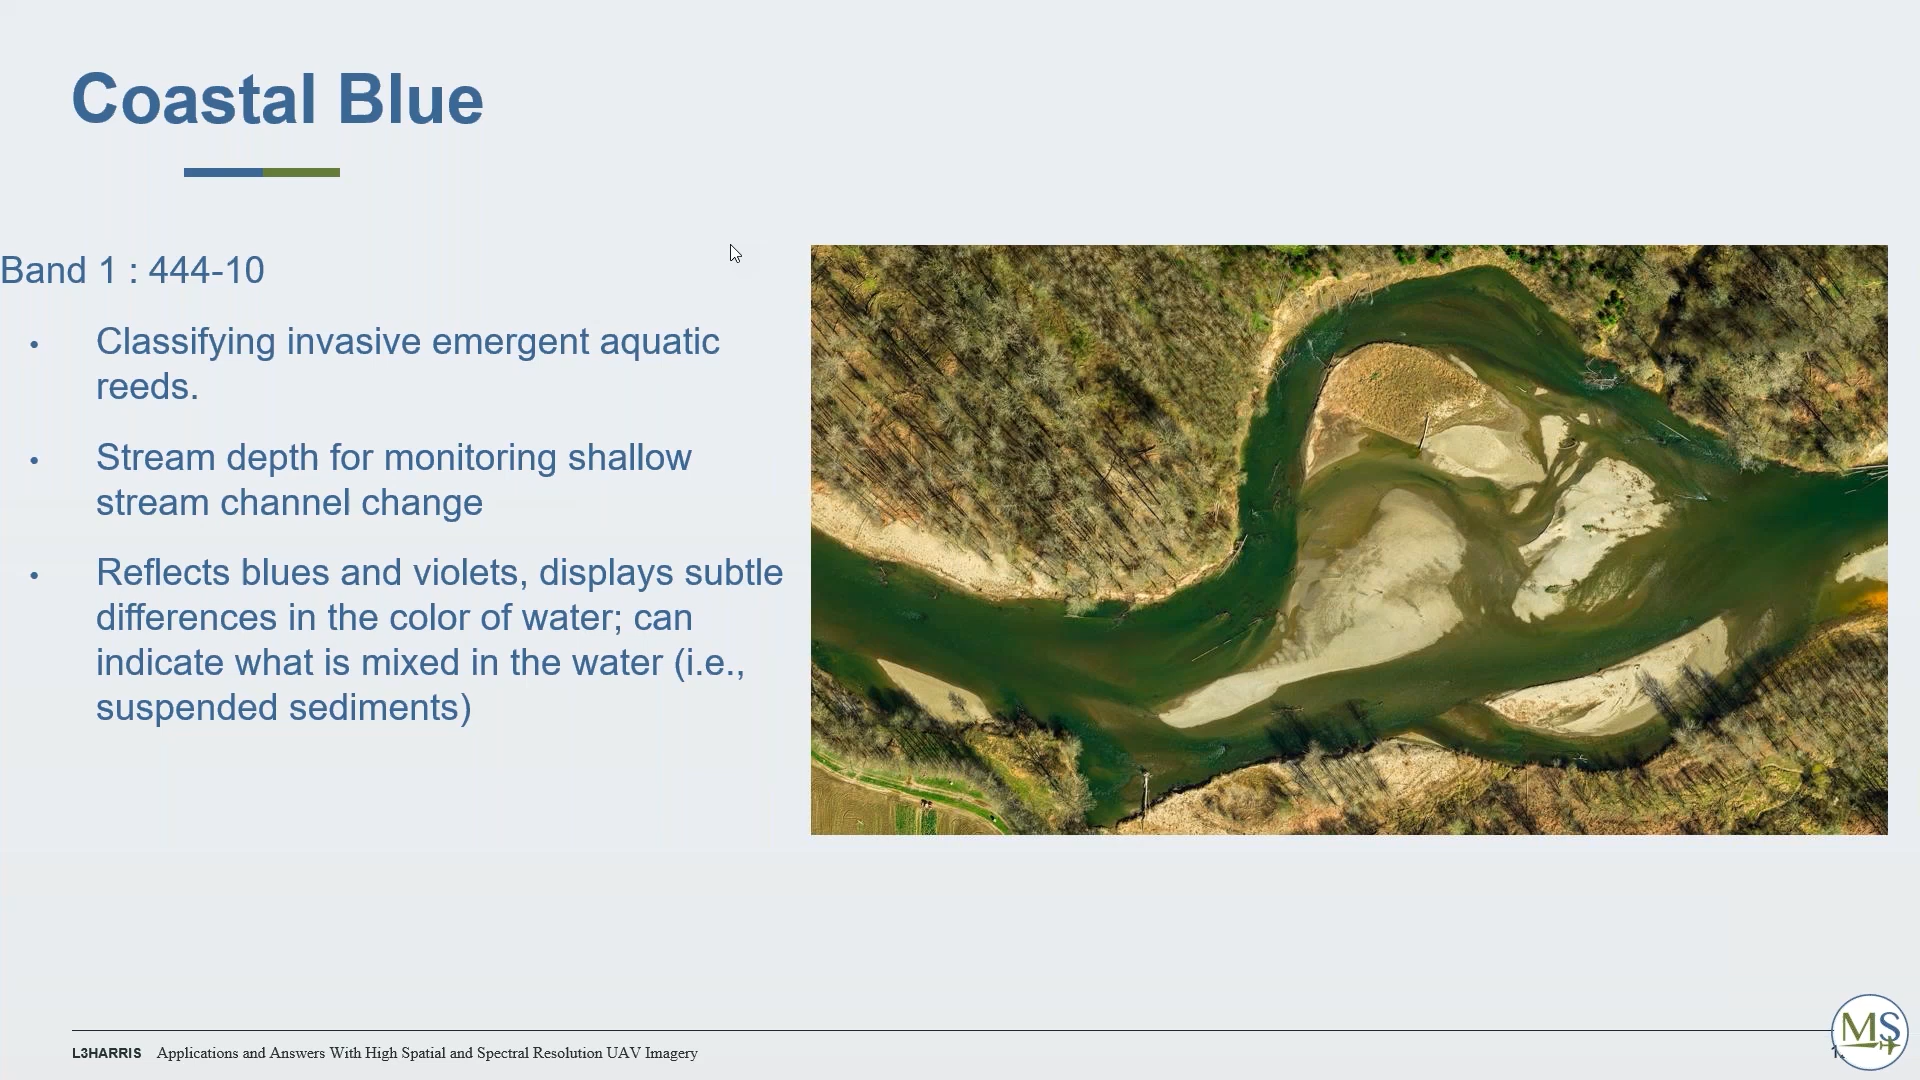 Coastal Blue
Band 1 : 444-10
• Classifying invasive emergent aquatic
reeds.
• Stream depth for monitoring shallow
stream channel change
• Reflects blues and violets, displays subtle
differences in the color of water; can
indicate what is mixed in the water (i.e.,
suspended sediments)
L3HARRIS Applications and Answers With High Spatial and Spectral Resolution UAV Imagery
MS